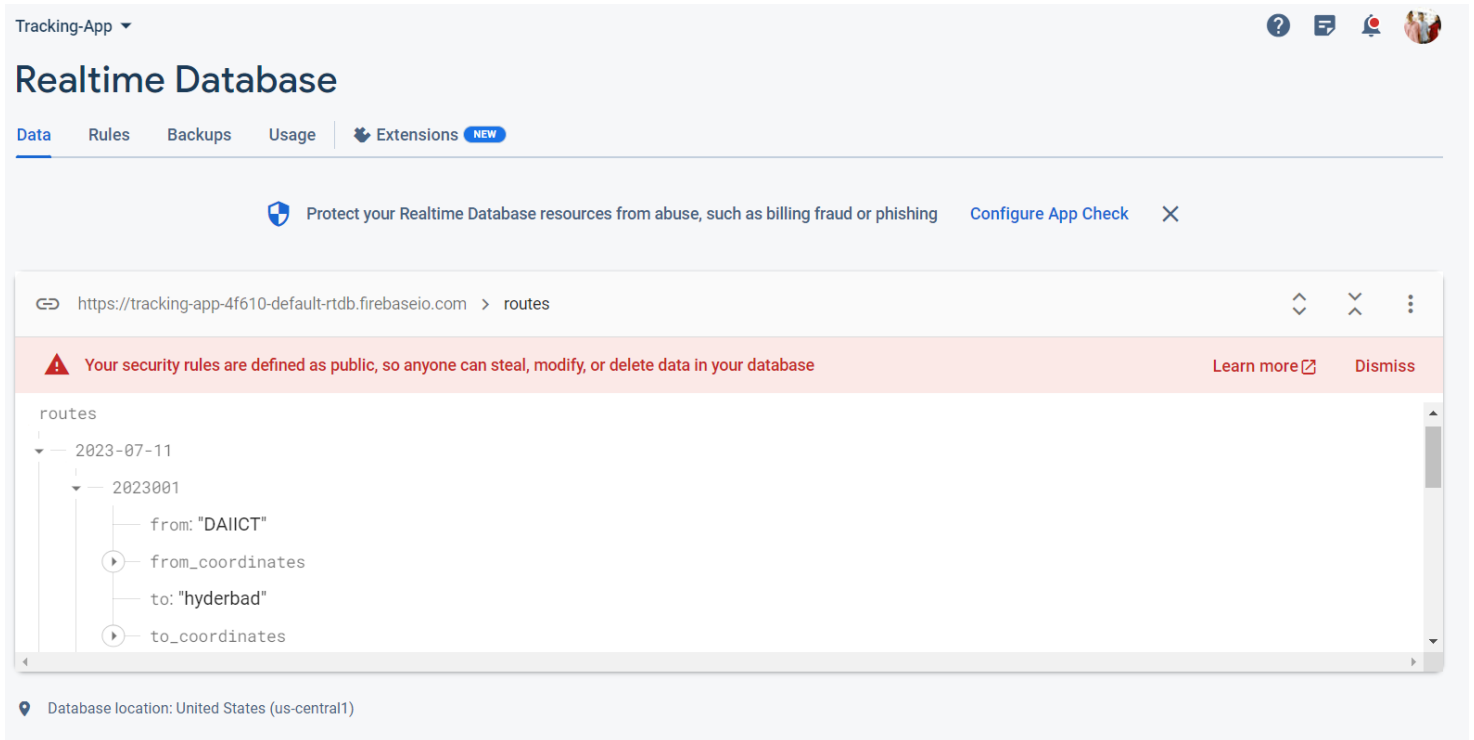 Tracking-App
Realtime Database
Data Rules Backups Usage Extensions NEW
Protect your Realtime Database resources from abuse, such as billing fraud or phishing Configure App Check
https://tracking-app-4f610-default-rtdb.firebaseio.com > routes
Your security rules are defined as public, so anyone can steal, modify, or delete data in your database Learn more Dismiss
routes
2023-07-11
2023001
from: "DAIICT"
from_coordinates
to: "hyderbad"
to_coordinates
Database location: United States (us-central1)